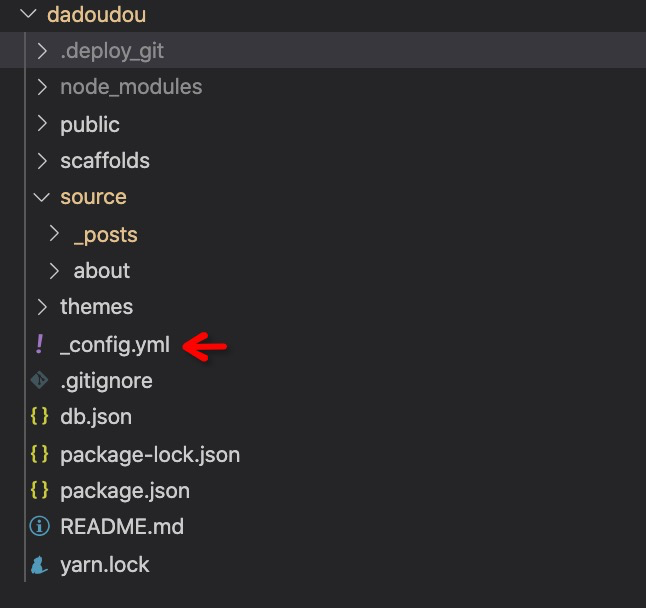 dadoudou
.deploy_git
node_modules
public
scaffolds
source
_posts
about
themes
_config.yml
.gitignore
db.json
package-lock.json
package.json
README.md
yarn.lock